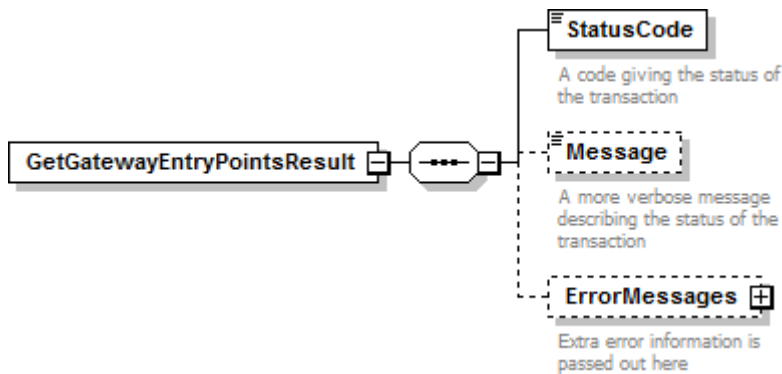 StatusCode
A code giving the status of
the transaction
GetGatewayEntryPointsResult
Message
A more verbose message
describing the status of the
transaction
ErrorMessages
Extra error information is
passed out here